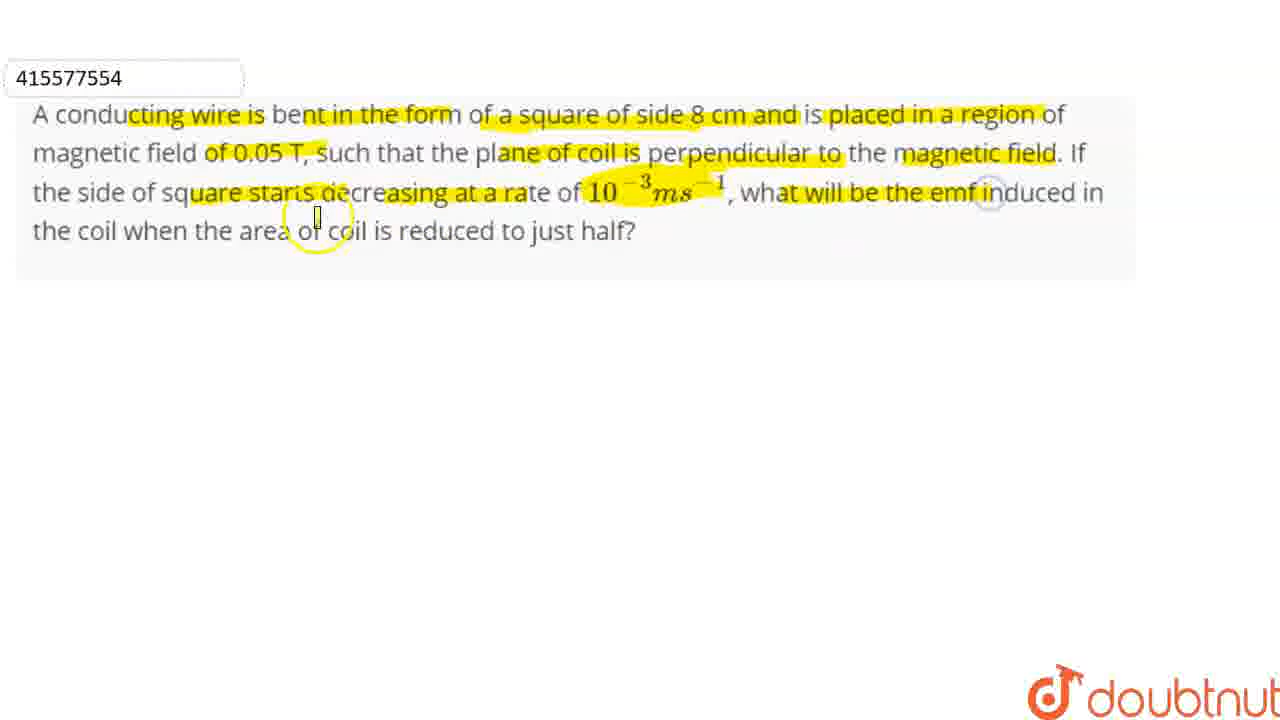 415577554
A conducting wire is bent in the form of a square of side 8 cm and is placed in a region of
magnetic field of 0.05 T, such that the plane of coil is perpendicular to the magnetic field. If
the side of square starts decreasing at a rate of 10⁻³ms⁻¹, what will be the emf induced in
the coil when the area of coil is reduced to just half?
doubtnut